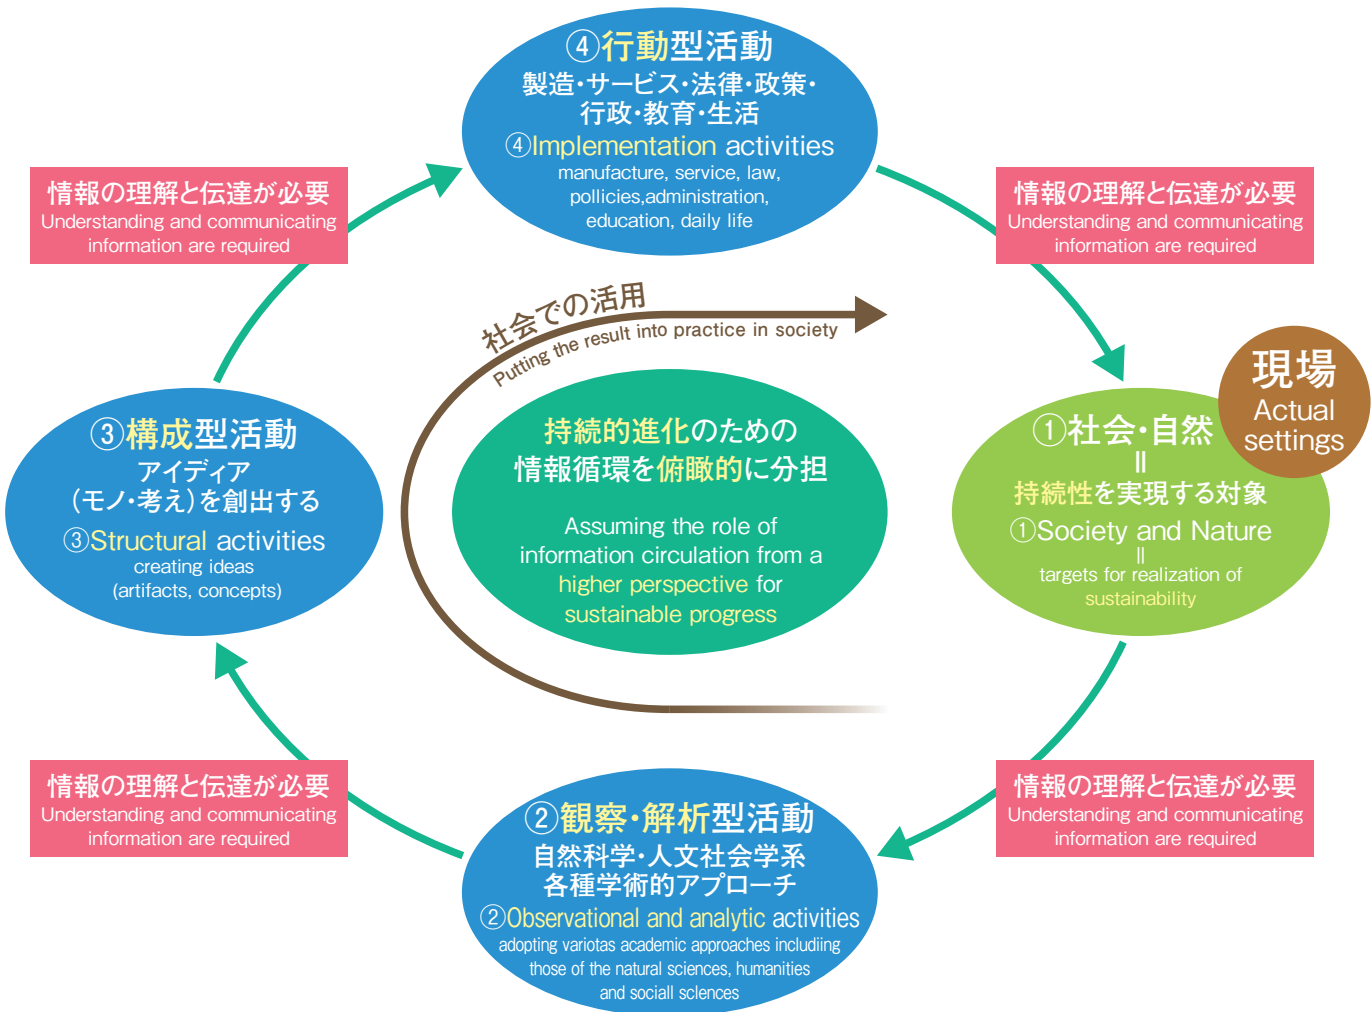 ④行動型活動
製造・サービス・法律・政策・
行政・教育・生活
④Implementation activities
manufacture, service, law,
pollicies,administration,
education, daily life
情報の理解と伝達が必要
Understanding and communicating
information are required
情報の理解と伝達が必要
Understanding and communicating
information are required
社会での活用
Putting the result into practice in society
現場
Actual
settings
③構成型活動
アイディア
(モノ・考え)を創出する
③Structural activities
creating ideas
(artifacts, concepts)
持続的進化のための
情報循環を俯瞰的に分担
Assuming the role of
information circulation from a
higher perspective for
sustainable progress
①社会・自然
=
持続性を実現する対象
①Society and Nature
=
targets for realization of
sustainability
情報の理解と伝達が必要
Understanding and communicating
information are required
情報の理解と伝達が必要
Understanding and communicating
information are required
②観察・解析型活動
自然科学・人文社会学系
各種学術的アプローチ
②Observational and analytic activities
adopting variotas academic approaches incluidiing
those of the natural sciences, humanities
and sociall sclences